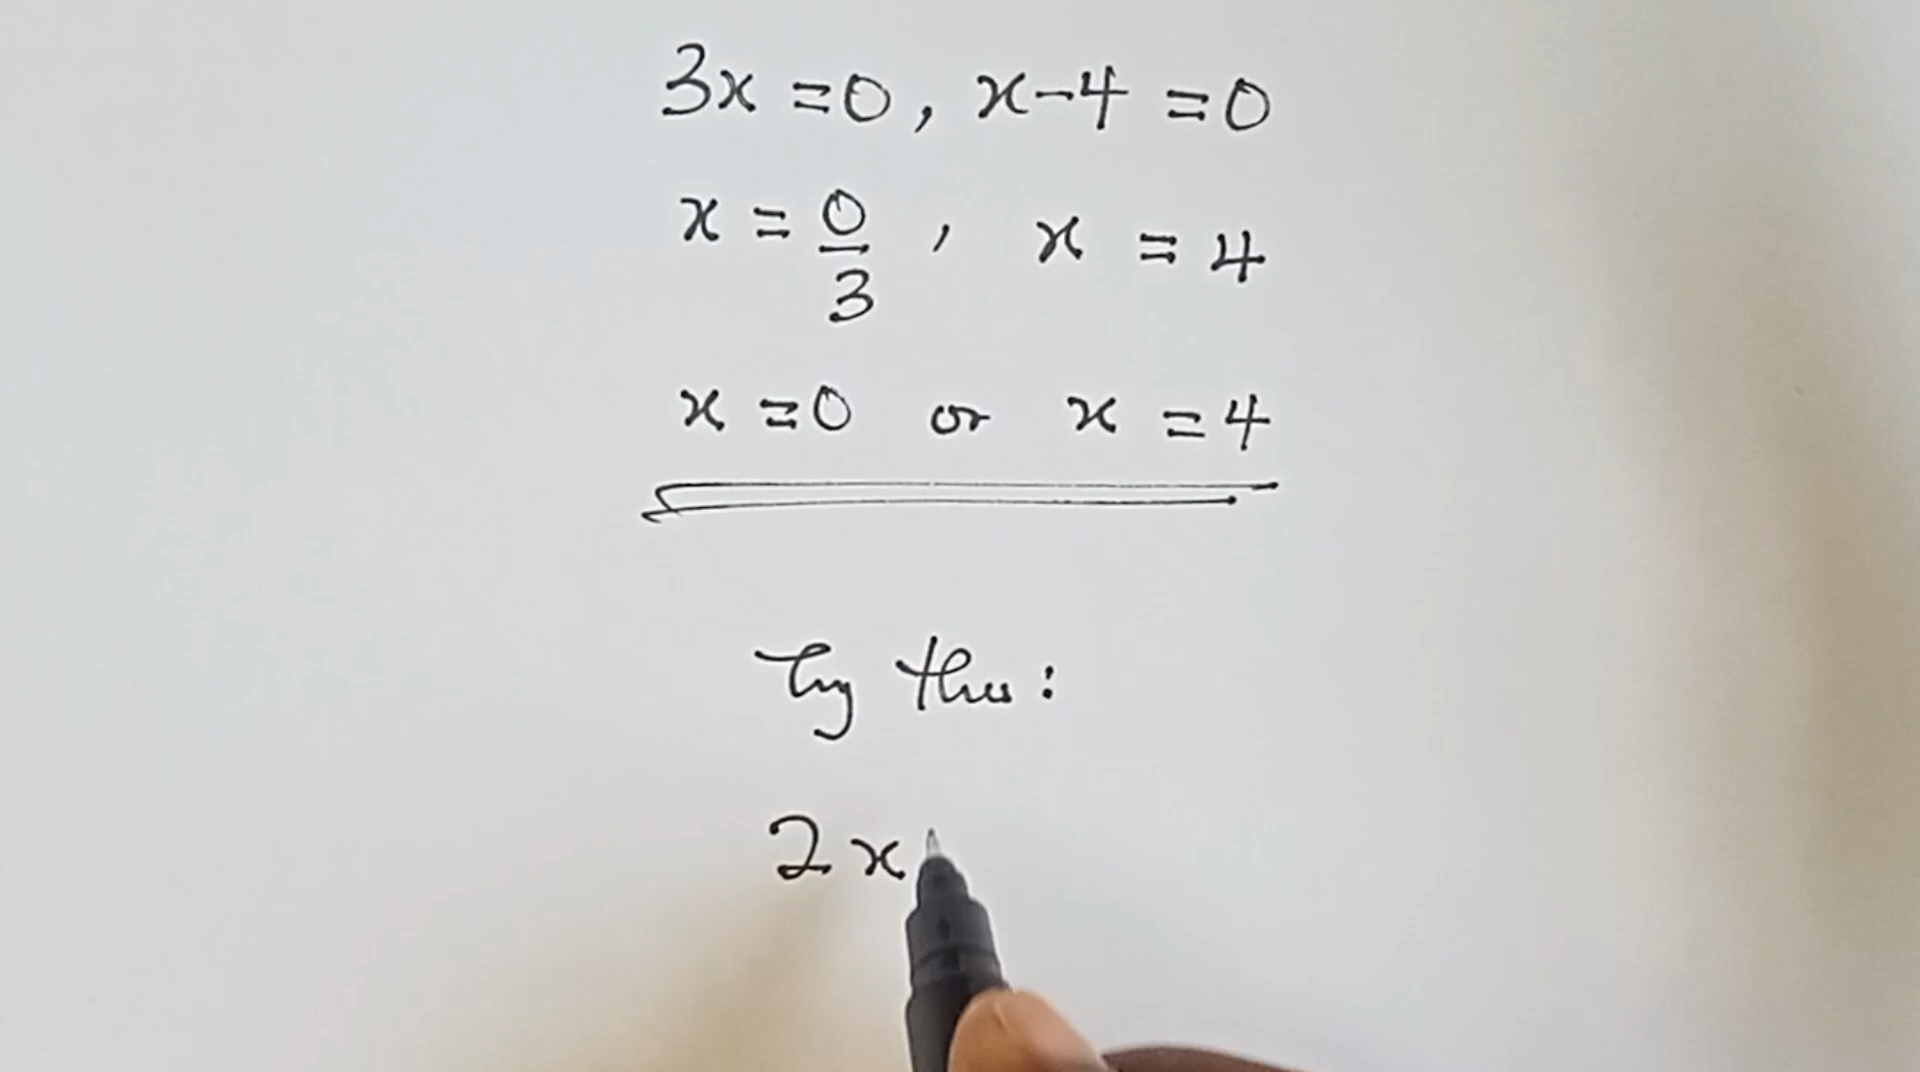 3x = 0, x - 4 = 0
x = 0/3, x = 4
x = 0 or x = 4
Try this:
2x